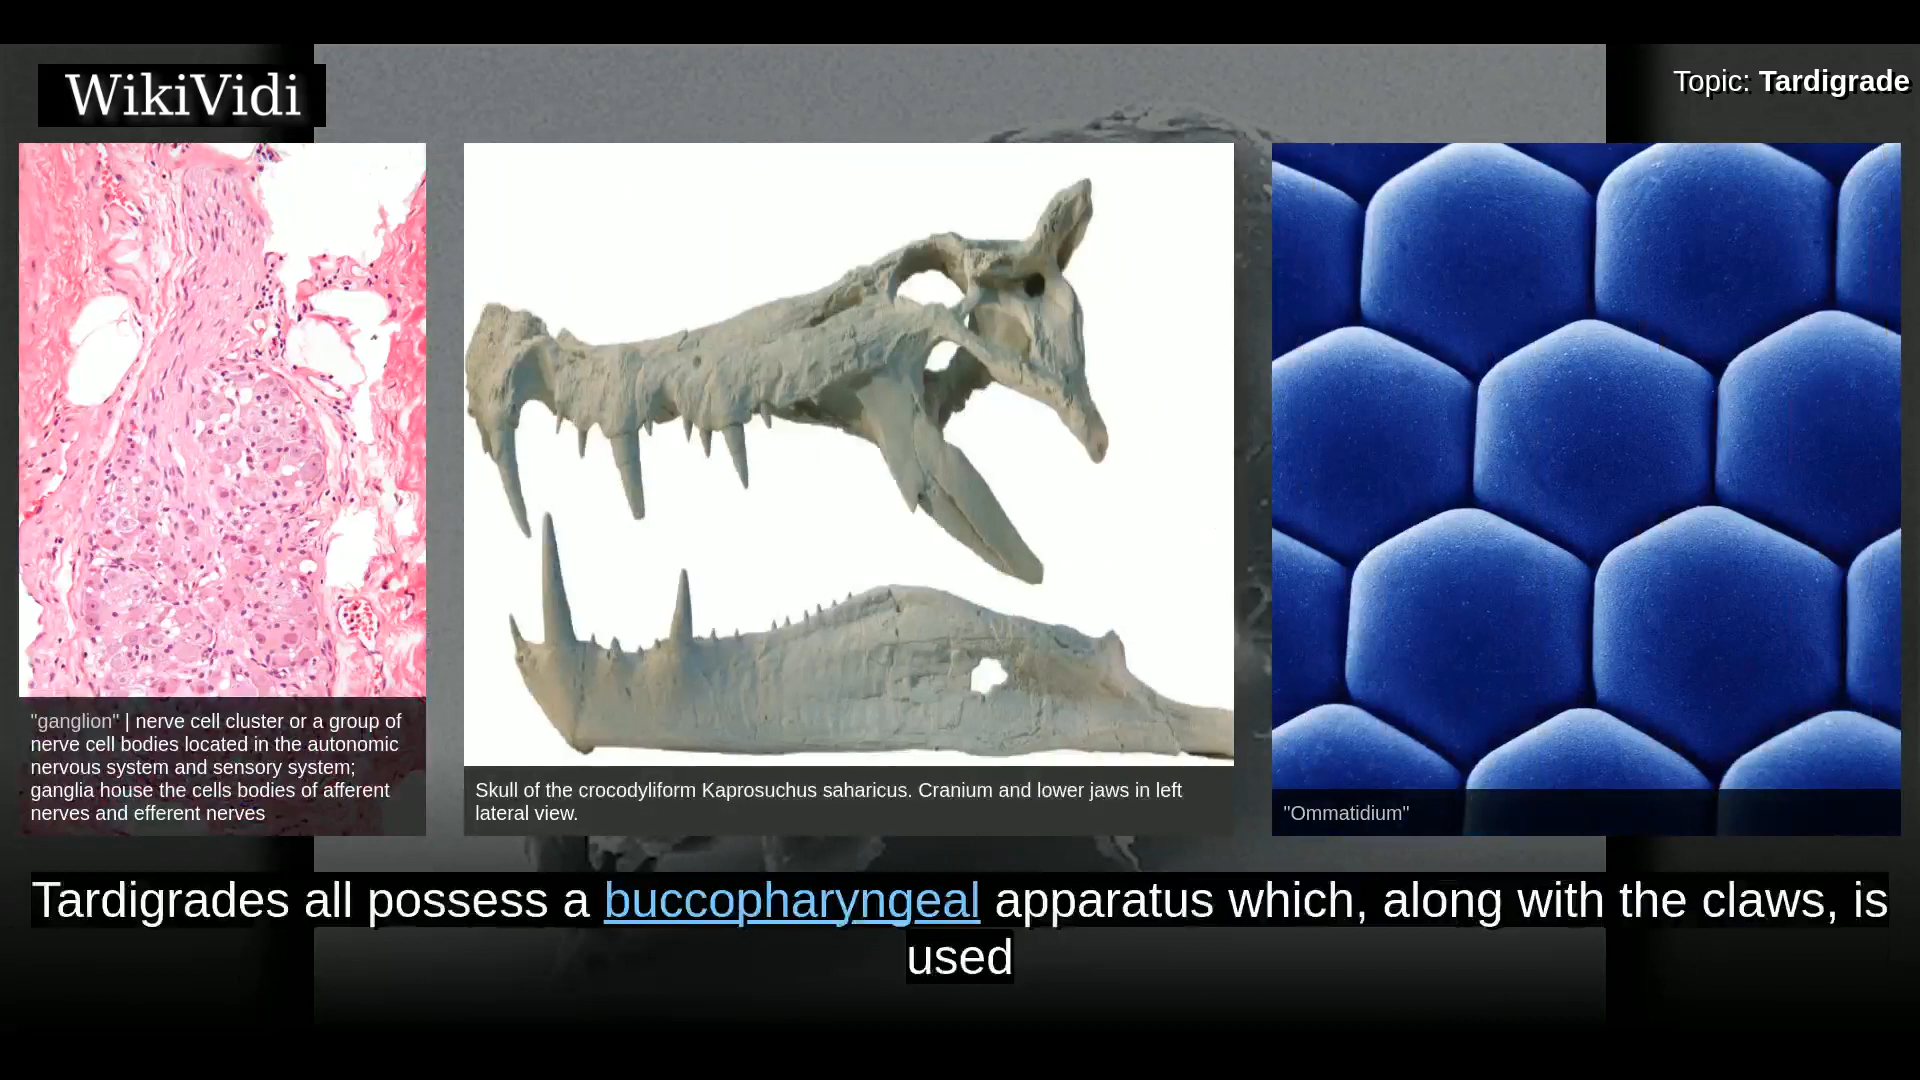 WikiVidi
Topic: Tardigrade
"ganglion" | nerve cell cluster or a group of
nerve cell bodies located in the autonomic
nervous system and sensory system;
ganglia house the cells bodies of afferent
nerves and efferent nerves
Skull of the crocodyliform Kaprosuchus saharicus. Cranium and lower jaws in left
lateral view.
"Ommatidium"
Tardigrades all possess a buccopharyngeal apparatus which, along with the claws, is
used